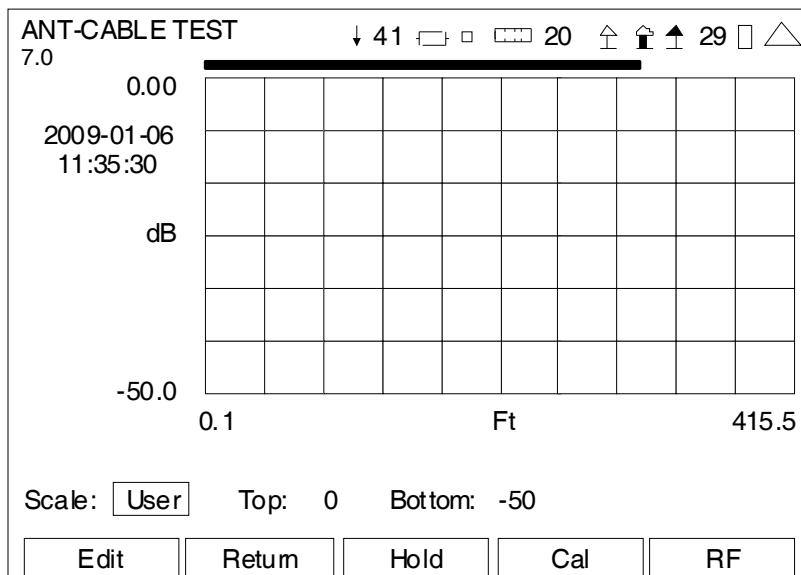 ANT-CABLE TEST
41 20 29
7.0
0.00
2009-01-06
11:35:30
dB
-50.0
0.1 Ft 415.5
Scale: User Top: 0 Bottom: -50
Edit Return Hold Cal RF